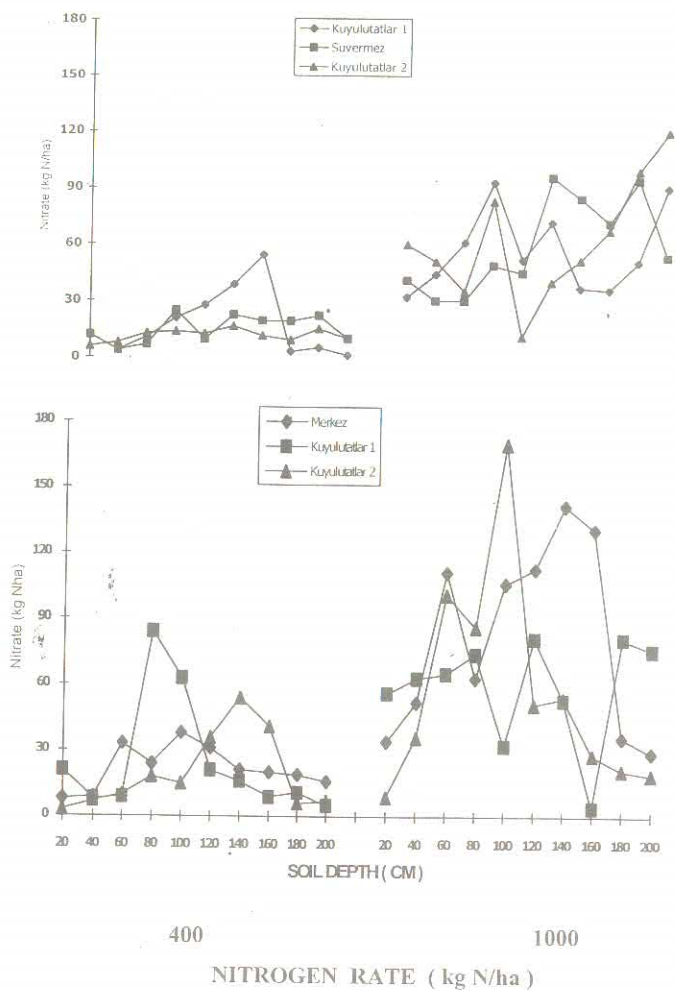 180
150
120
90
60
30
0
Nitrate (kg N/ha)
Kuyulutatlar 1
Suvermez
Kuyulutatlar 2
180
150
120
90
60
30
0
Nitrate (kg Nha)
Merkez
Kuyulutatlar 1
Kuyulutatlar 2
20 40 60 80 100 120 140 160 180 200 20 40 60 80 100 120 140 160 180 200
SOIL DEPTH ( CM )
400 1000
NITROGEN RATE ( kg N/ha )